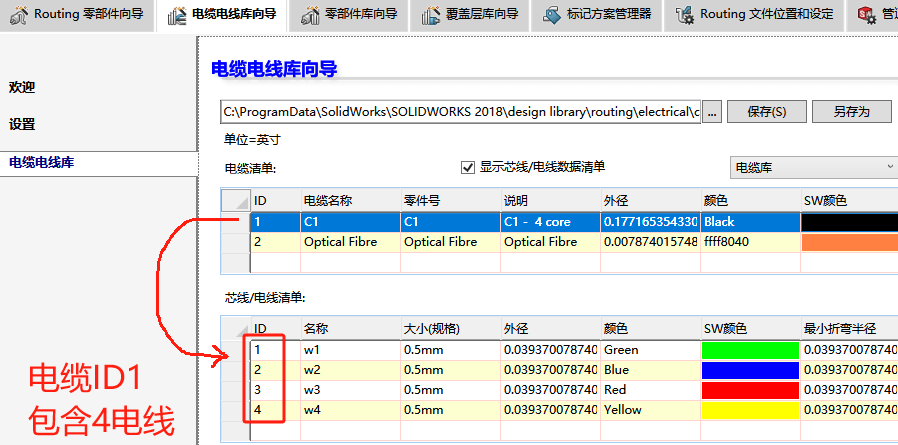 Routing 零部件向导 电缆电线库向导 零部件库向导 覆盖层库向导 标记方案管理器 Routing 文件位置和设定
电缆电线库向导
欢迎
设置
电缆电线库
C:\ProgramData\SolidWorks\SOLIDWORKS 2018\design library\routing\electrical\c ... 保存(S) 另存为
单位=英寸
电缆清单: 显示芯线/电线数据清单 电缆库
ID 电缆名称 零件号 说明 外径 颜色 SW颜色
1 C1 C1 C1 - 4 core 0.177165354330 Black
2 Optical Fibre Optical Fibre Optical Fibre 0.007874015748 ffff8040
芯线/电线清单:
ID 名称 大小(规格) 外径 颜色 SW颜色 最小折弯半径
1 w1 0.5mm 0.039370078740 Green 0.039370078740
2 w2 0.5mm 0.039370078740 Blue 0.039370078740
3 w3 0.5mm 0.039370078740 Red 0.039370078740
4 w4 0.5mm 0.039370078740 Yellow 0.039370078740
电缆ID1
包含4电线